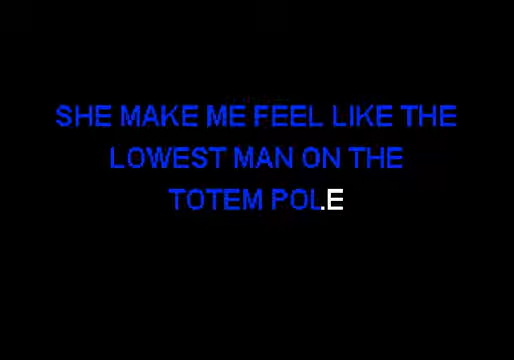 SHE MAKE ME FEEL LIKE THE
LOWEST MAN ON THE
TOTEM POLE